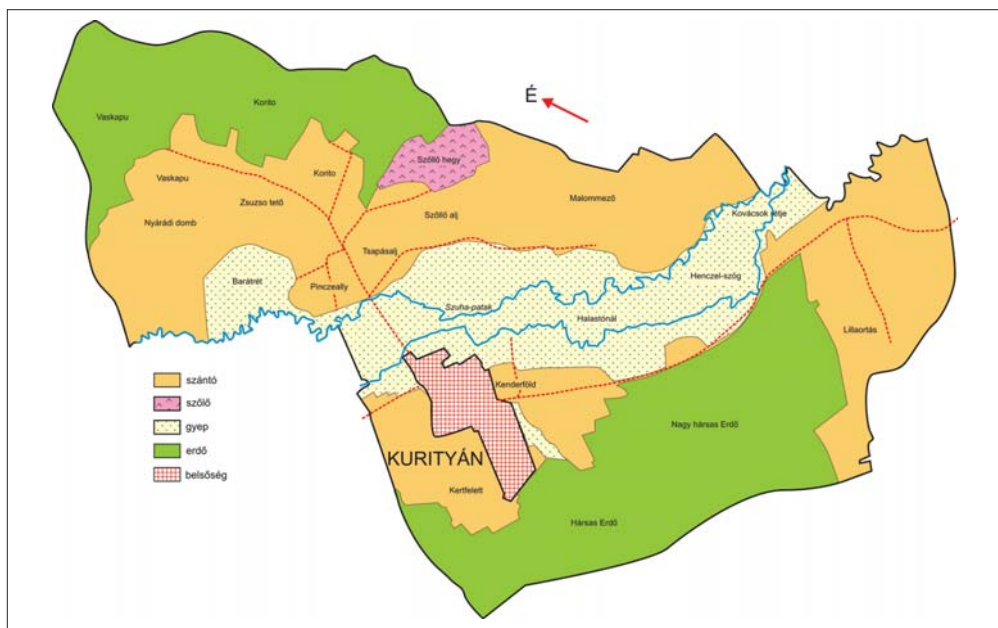 É
Korito
Vaskapu
Szőllő hegy
Vaskapu
Korito
Zsuzso tető
Nyárádi domb
Szőllő alj
Malommező
Kovácsok rétje
Tsapásalj
Barátrét
Pinczeally
Henczel-szög
Szuha-patak
Halastónál
Lillaortás
Kenderföld
szántó
szőlő
gyep
erdő
belsőség
Nagy hársas Erdő
KURITYÁN
Kertfelett
Hársas Erdő